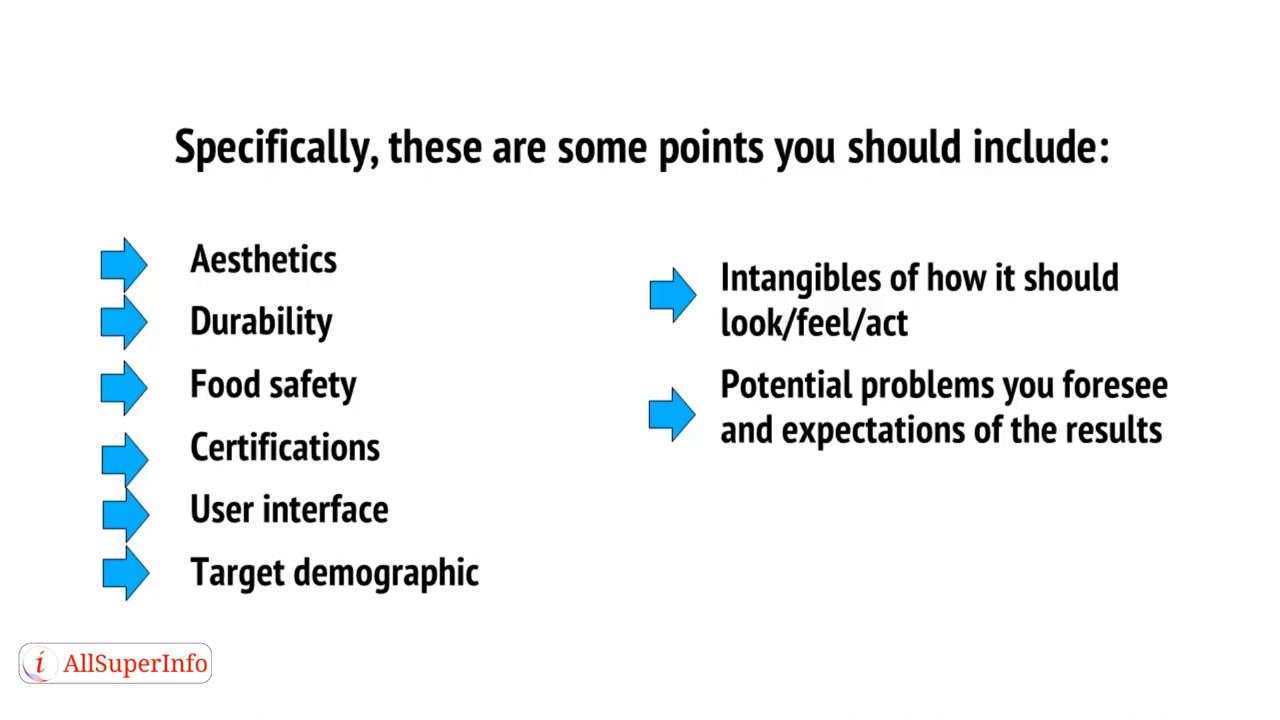 Specifically, these are some points you should include:
Aesthetics
Durability
Food safety
Certifications
User interface
Target demographic
Intangibles of how it should
look/feel/act
Potential problems you foresee
and expectations of the results
i AllSuperInfo